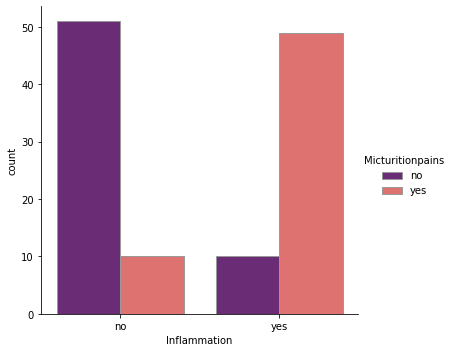 50
40
30
20
10
0
count
no
yes
Inflammation
Micturitionpains
no
yes